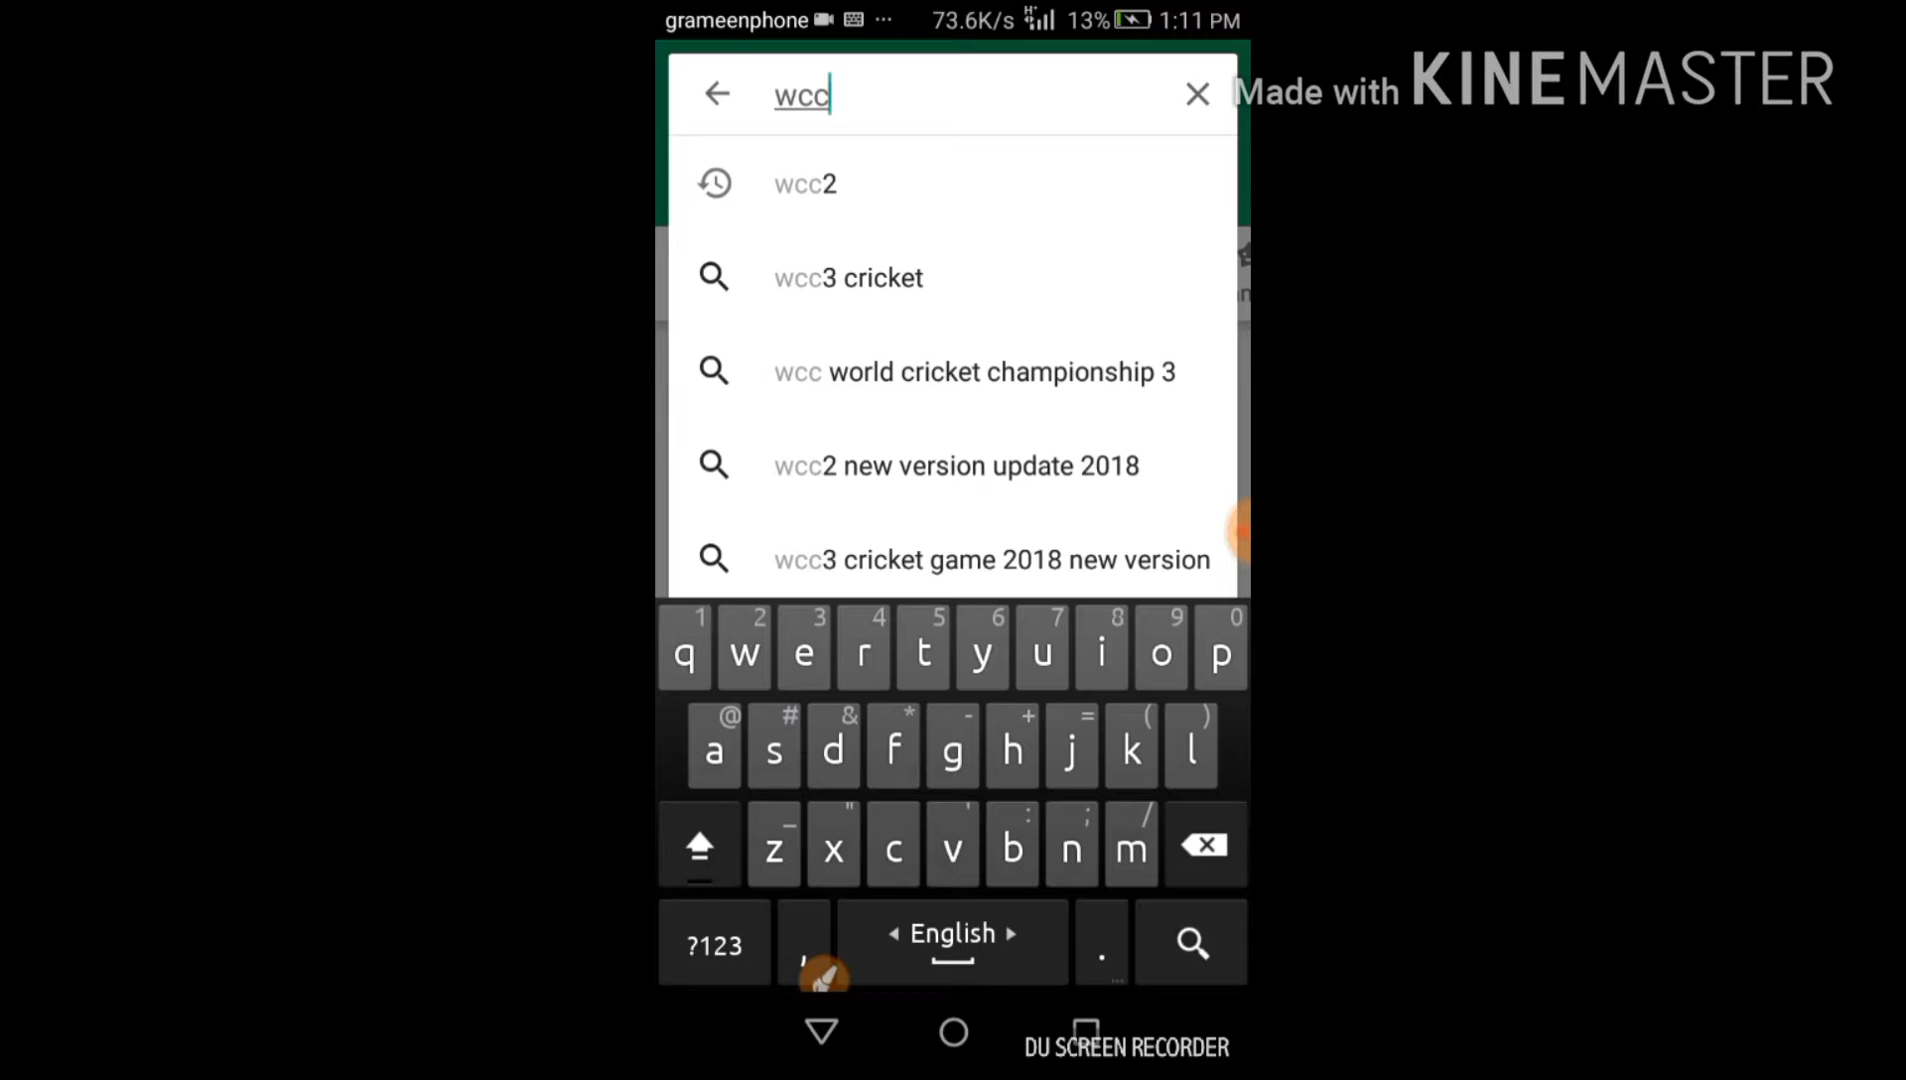 grameenphone ... 73.6K/s H+ 13% 1:11 PM
wcc
Made with KINEMASTER
wcc2
wcc3 cricket
wcc world cricket championship 3
wcc2 new version update 2018
wcc3 cricket game 2018 new version
1 2 3 4 5 6 7 8 9 0
q w e r t y u i o p
@ # & * - + = ( )
a s d f g h j k l
_ " ' : ; /
z x c v b n m
?123 , English .
DU SCREEN RECORDER